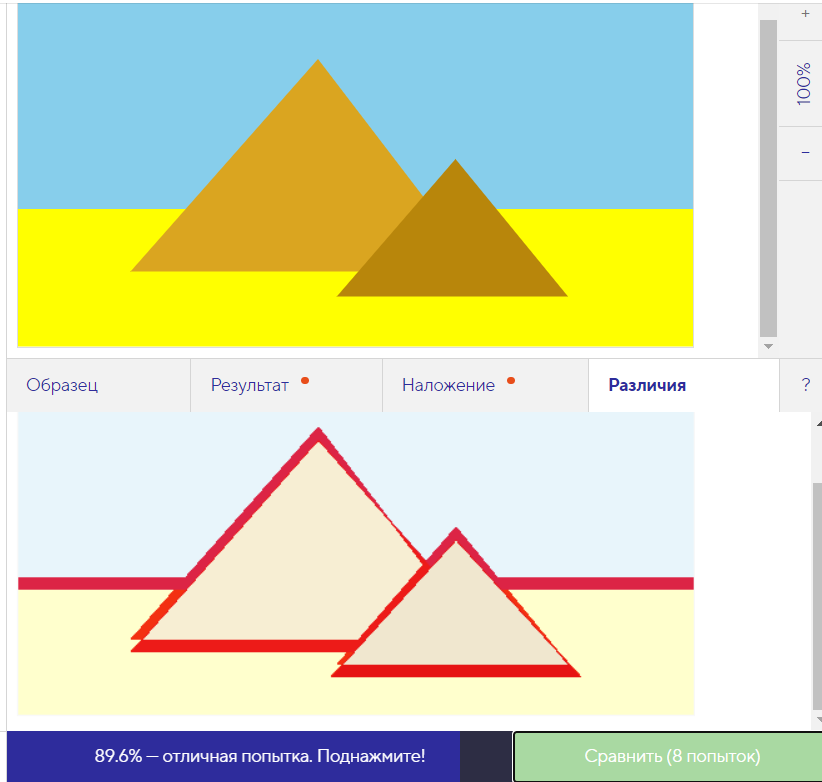 +
100%
−
Образец
Результат
Наложение
Различия
?
89.6% — отличная попытка. Поднажмите!
Сравнить (8 попыток)